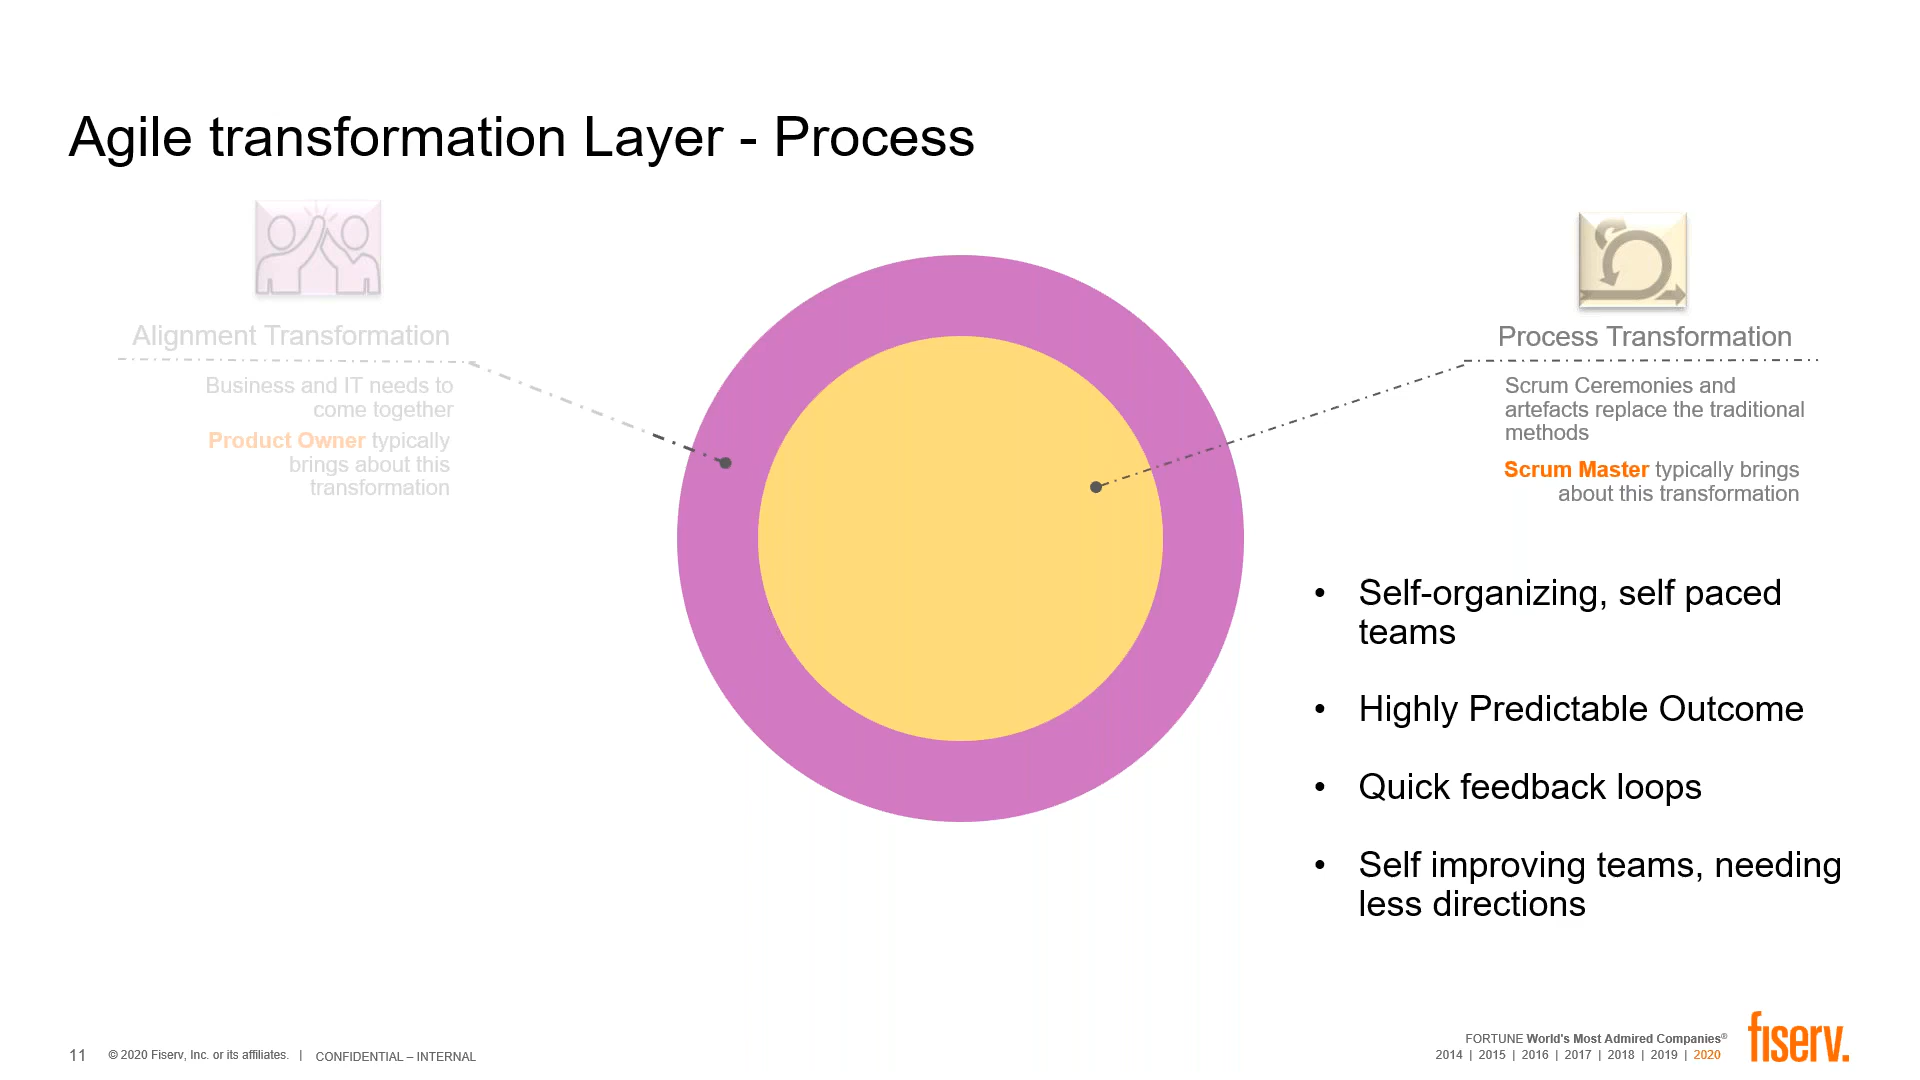 Agile transformation Layer - Process
Alignment Transformation
Business and IT needs to
come together
Product Owner typically
brings about this
transformation
Process Transformation
Scrum Ceremonies and
artefacts replace the traditional
methods
Scrum Master typically brings
about this transformation
• Self-organizing, self paced
teams
• Highly Predictable Outcome
• Quick feedback loops
• Self improving teams, needing
less directions
11 © 2020 Fiserv, Inc. or its affiliates. | CONFIDENTIAL – INTERNAL
FORTUNE World's Most Admired Companies®
2014 | 2015 | 2016 | 2017 | 2018 | 2019 | 2020
fiserv.